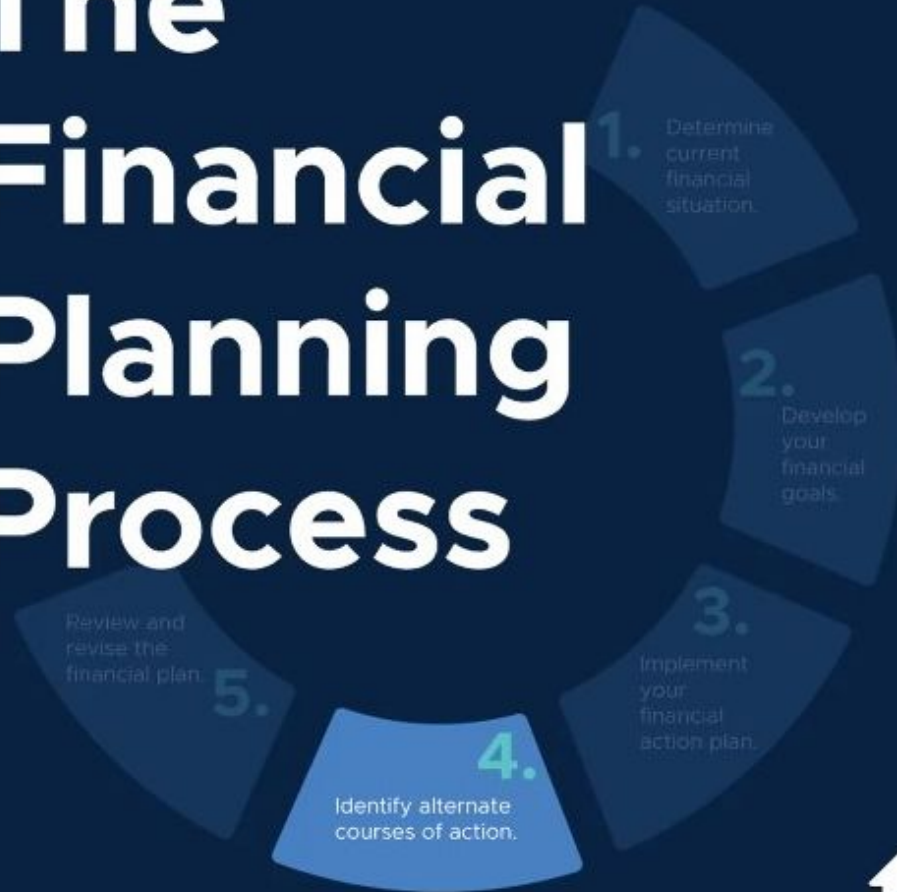 The
Financial
Planning
Process
1.
Determine
current
financial
situation.
2.
Develop
your
financial
goals.
3.
Implement
your
financial
action plan.
4.
Identify alternate
courses of action.
5.
Review and
revise the
financial plan.